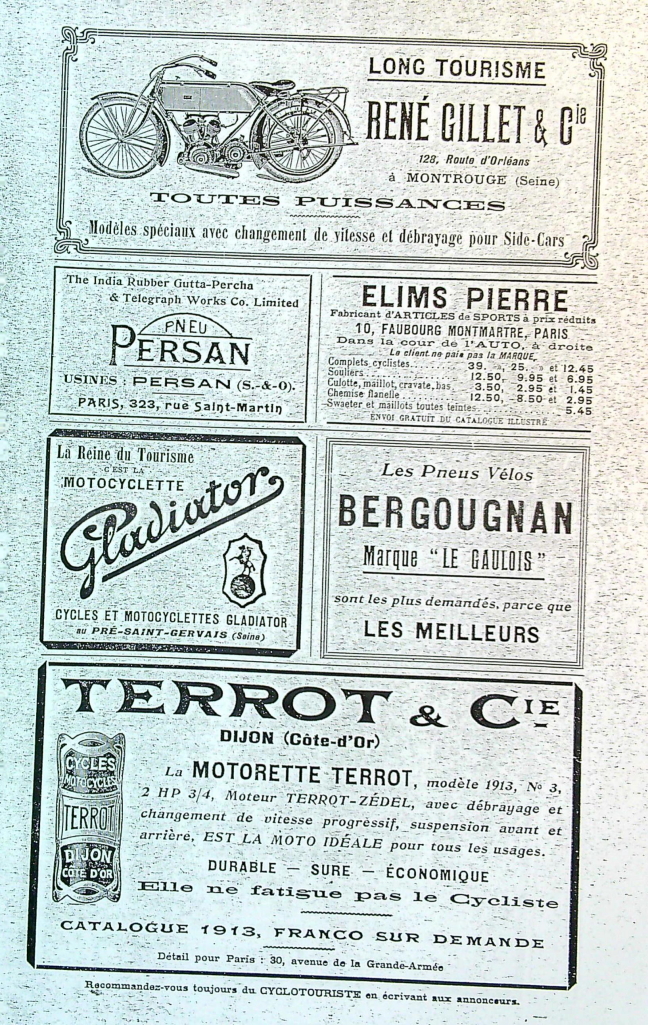 LONG TOURISME
RENÉ GILLET & Cie
128, Route d'Orléans
à MONTROUGE (Seine)
TOUTES PUISSANCES
Modèles spéciaux avec changement de vitesse et débrayage pour Side-Cars
The India Rubber Gutta-Percha
& Telegraph Works Co. Limited
PNEU
PERSAN
USINES : PERSAN (S.-&-O).
PARIS, 323, rue Saint-Martin
ELIMS PIERRE
Fabricant d'ARTICLES de SPORTS à prix réduits
10, FAUBOURG MONTMARTRE, PARIS
Dans la cour de l'AUTO, à droite
Le client ne paie pas la MARQUE.
Complets cyclistes........ 39. », 25. » et 12.45
Souliers........ 12.50, 9.95 et 6.95
Culotte, maillot, cravate, bas. 3.50, 2.95 et 1.45
Chemise flanelle........ 12.50, 8.50 et 2.95
Swaeter et maillots toutes teintes........ 5.45
ENVOI GRATUIT DU CATALOGUE ILLUSTRÉ
La Reine du Tourisme
C'EST LA
MOTOCYCLETTE
Gladiator
CYCLES ET MOTOCYCLETTES GLADIATOR
au PRÉ-SAINT-GERVAIS (Seine)
Les Pneus Vélos
BERGOUGNAN
Marque "LE GAULOIS"
sont les plus demandés, parce que
LES MEILLEURS
TERROT & CIE
DIJON (Côte-d'Or)
CYCLES
MOTOCYCLES
TERROT
DIJON
CÔTE D'OR
La MOTORETTE TERROT, modèle 1913, No 3,
2 HP 3/4, Moteur TERROT-ZÉDEL, avec débrayage et
changement de vitesse progressif, suspension avant et
arrière, EST LA MOTO IDÉALE pour tous les usages.
DURABLE — SURE — ÉCONOMIQUE
Elle ne fatigue pas le Cycliste
CATALOGUE 1913, FRANCO SUR DEMANDE
Détail pour Paris : 30, avenue de la Grande-Armée
Recommandez-vous toujours du CYCLOTOURISTE en écrivant aux annonceurs.